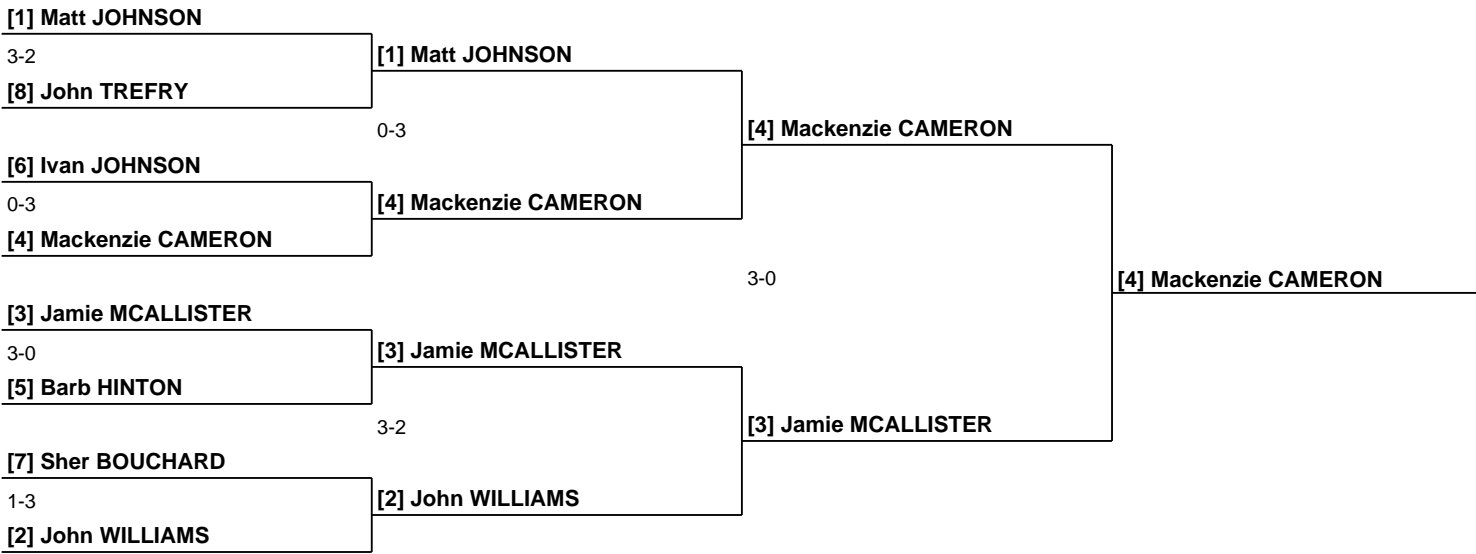 [1] Matt JOHNSON
3-2
[1] Matt JOHNSON
[8] John TREFRY
0-3
[4] Mackenzie CAMERON
[6] Ivan JOHNSON
0-3
[4] Mackenzie CAMERON
[4] Mackenzie CAMERON
3-0
[4] Mackenzie CAMERON
[3] Jamie MCALLISTER
3-0
[3] Jamie MCALLISTER
[5] Barb HINTON
3-2
[3] Jamie MCALLISTER
[7] Sher BOUCHARD
1-3
[2] John WILLIAMS
[2] John WILLIAMS